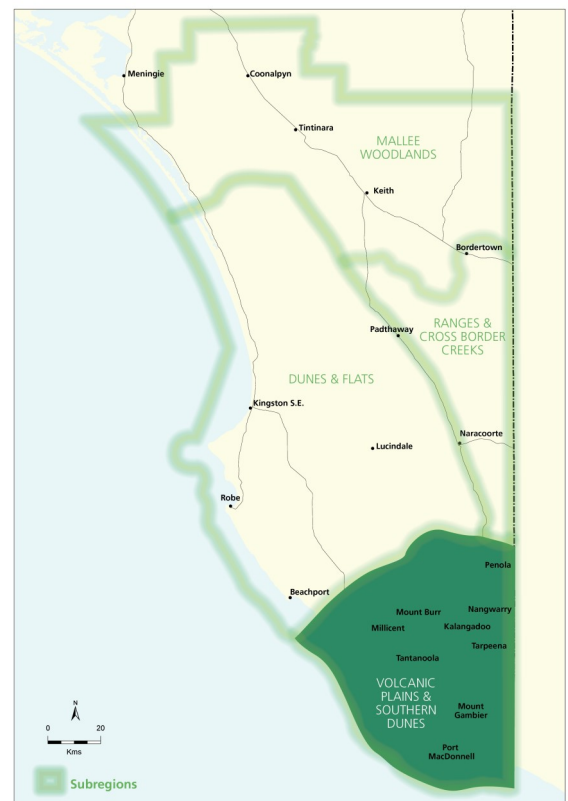 Meningie
Coonalpyn
Tintinara
MALLEE
WOODLANDS
Keith
Bordertown
RANGES &
CROSS BORDER
CREEKS
Padthaway
DUNES & FLATS
Kingston S.E.
Naracoorte
Lucindale
Robe
Penola
Beachport
Mount Burr
Nangwarry
Millicent
Kalangadoo
Tarpeena
Tantanoola
VOLCANIC
PLAINS &
SOUTHERN
DUNES
Mount
Gambier
Port
MacDonnell
N
0 20
Kms
Subregions